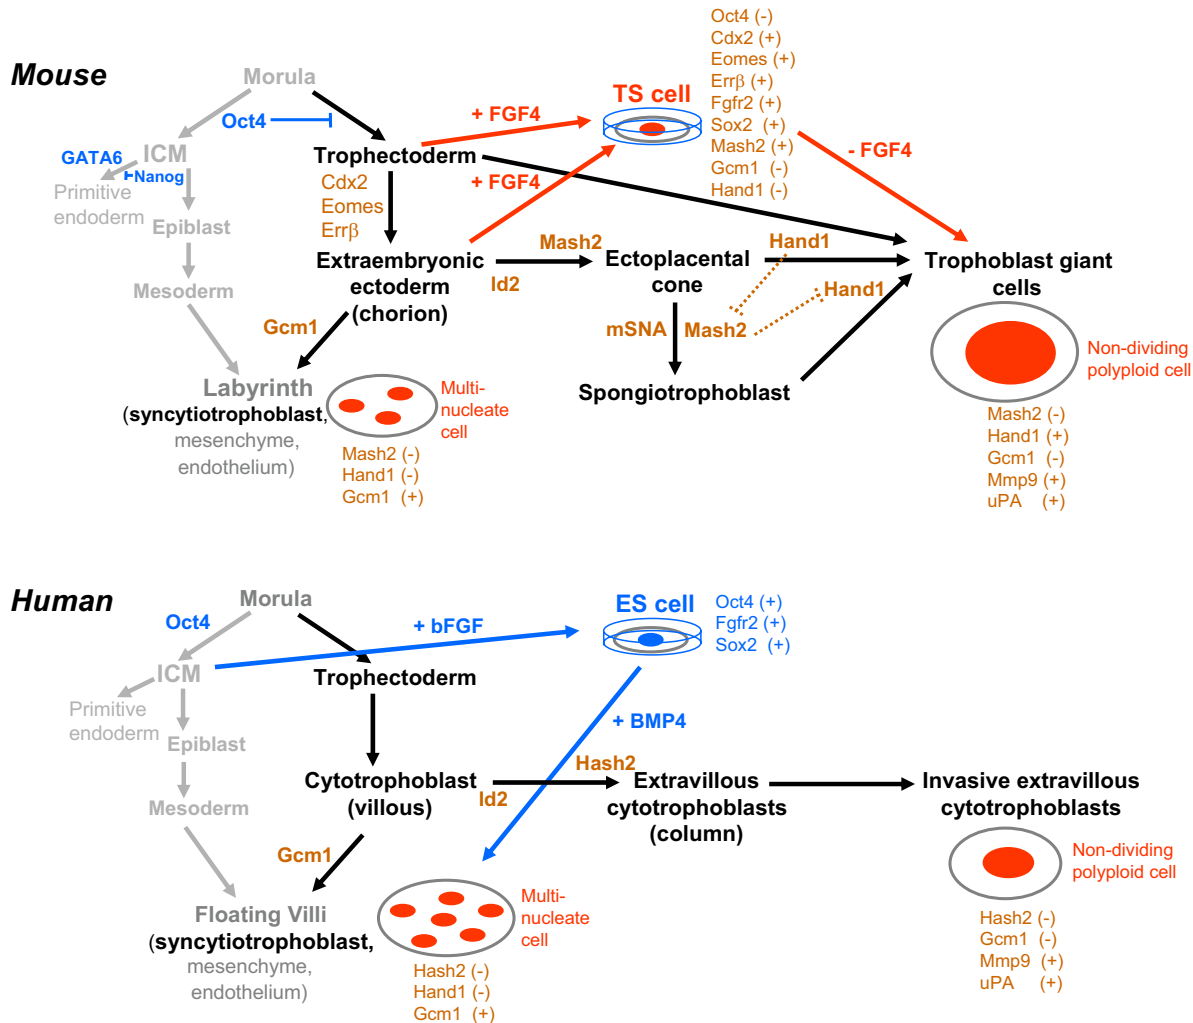 Mouse
Morula
Oct4
ICM
GATA6
Nanog
Primitive
endoderm
Epiblast
Mesoderm
Trophectoderm
Cdx2
Eomes
Errβ
+ FGF4
+ FGF4
TS cell
Oct4 (-)
Cdx2 (+)
Eomes (+)
Errβ (+)
Fgfr2 (+)
Sox2 (+)
Mash2 (+)
Gcm1 (-)
Hand1 (-)
- FGF4
Extraembryonic
ectoderm
(chorion)
Mash2
Id2
Ectoplacental
cone
Hand1
Hand1
mSNA
Mash2
Spongiotrophoblast
Trophoblast giant
cells
Non-dividing
polyploid cell
Mash2 (-)
Hand1 (+)
Gcm1 (-)
Mmp9 (+)
uPA (+)
Gcm1
Labyrinth
(syncytiotrophoblast,
mesenchyme,
endothelium)
Multi-
nucleate
cell
Mash2 (-)
Hand1 (-)
Gcm1 (+)
Human
Morula
Oct4
ICM
Primitive
endoderm
Epiblast
Mesoderm
+ bFGF
ES cell
Oct4 (+)
Fgfr2 (+)
Sox2 (+)
Trophectoderm
+ BMP4
Cytotrophoblast
(villous)
Hash2
Id2
Extravillous
cytotrophoblasts
(column)
Invasive extravillous
cytotrophoblasts
Non-dividing
polyploid cell
Hash2 (-)
Gcm1 (-)
Mmp9 (+)
uPA (+)
Gcm1
Floating Villi
(syncytiotrophoblast,
mesenchyme,
endothelium)
Multi-
nucleate
cell
Hash2 (-)
Hand1 (-)
Gcm1 (+)